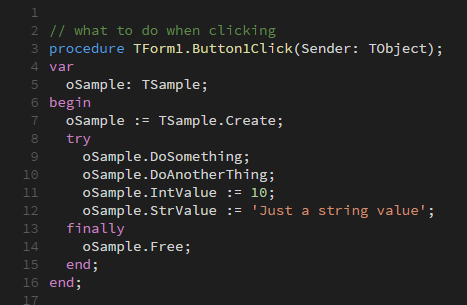 1
2 // what to do when clicking
3 procedure TForm1.Button1Click(Sender: TObject);
4 var
5   oSample: TSample;
6 begin
7   oSample := TSample.Create;
8   try
9     oSample.DoSomething;
10     oSample.DoAnotherThing;
11     oSample.IntValue := 10;
12     oSample.StrValue := 'Just a string value';
13   finally
14     oSample.Free;
15   end;
16 end;
17